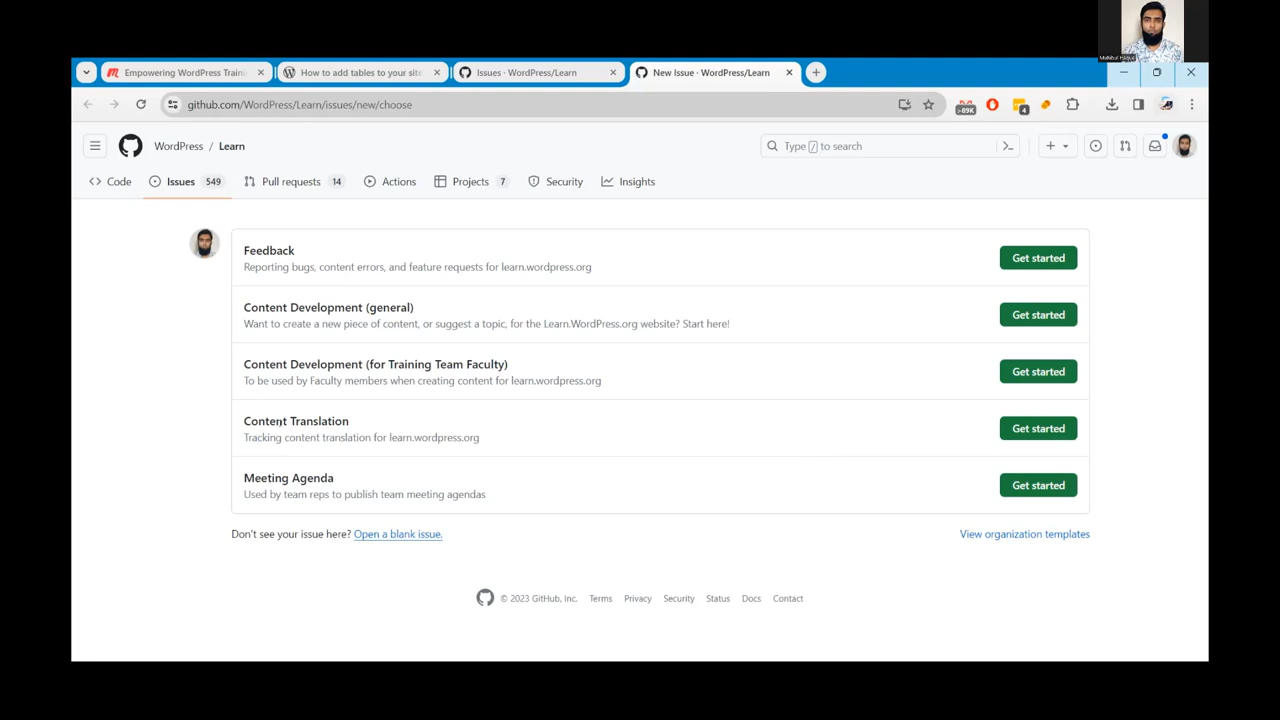 Empowering WordPress Traini
How to add tables to your site
Issues · WordPress/Learn
New Issue · WordPress/Learn
github.com/WordPress/Learn/issues/new/choose
>89K
4
WordPress / Learn
Type / to search
Code
Issues 549
Pull requests 14
Actions
Projects 7
Security
Insights
Feedback
Reporting bugs, content errors, and feature requests for learn.wordpress.org
Get started
Content Development (general)
Want to create a new piece of content, or suggest a topic, for the Learn.WordPress.org website? Start here!
Get started
Content Development (for Training Team Faculty)
To be used by Faculty members when creating content for learn.wordpress.org
Get started
Content Translation
Tracking content translation for learn.wordpress.org
Get started
Meeting Agenda
Used by team reps to publish team meeting agendas
Get started
Don't see your issue here? Open a blank issue.
View organization templates
© 2023 GitHub, Inc. Terms Privacy Security Status Docs Contact